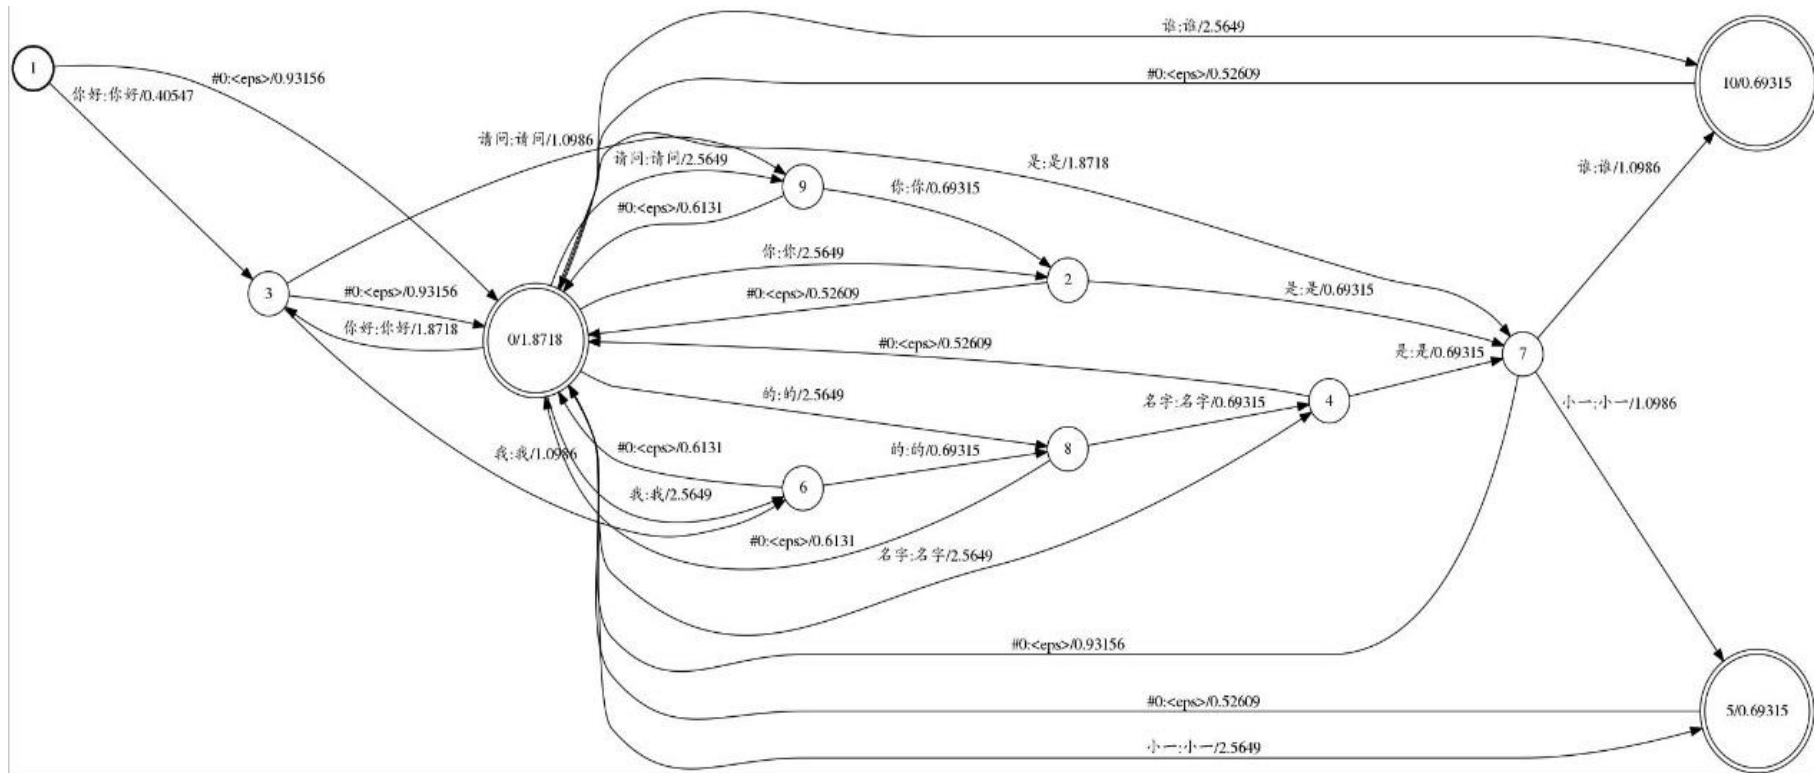 谁:谁/2.5649
1
#0:<eps>/0.93156
#0:<eps>/0.52609
10/0.69315
你好:你好/0.40547
请问:请问/1.0986
请问:请问/2.5649
是:是/1.8718
谁:谁/1.0986
9
你:你/0.69315
#0:<eps>/0.6131
你:你/2.5649
2
3
#0:<eps>/0.93156
#0:<eps>/0.52609
是:是/0.69315
你好:你好/1.8718
0/1.8718
#0:<eps>/0.52609
是:是/0.69315
7
的:的/2.5649
名字:名字/0.69315
4
小一:小一/1.0986
我:我/1.0986
#0:<eps>/0.6131
的:的/0.69315
8
我:我/2.5649
6
#0:<eps>/0.6131
名字:名字/2.5649
#0:<eps>/0.93156
#0:<eps>/0.52609
5/0.69315
小一:小一/2.5649